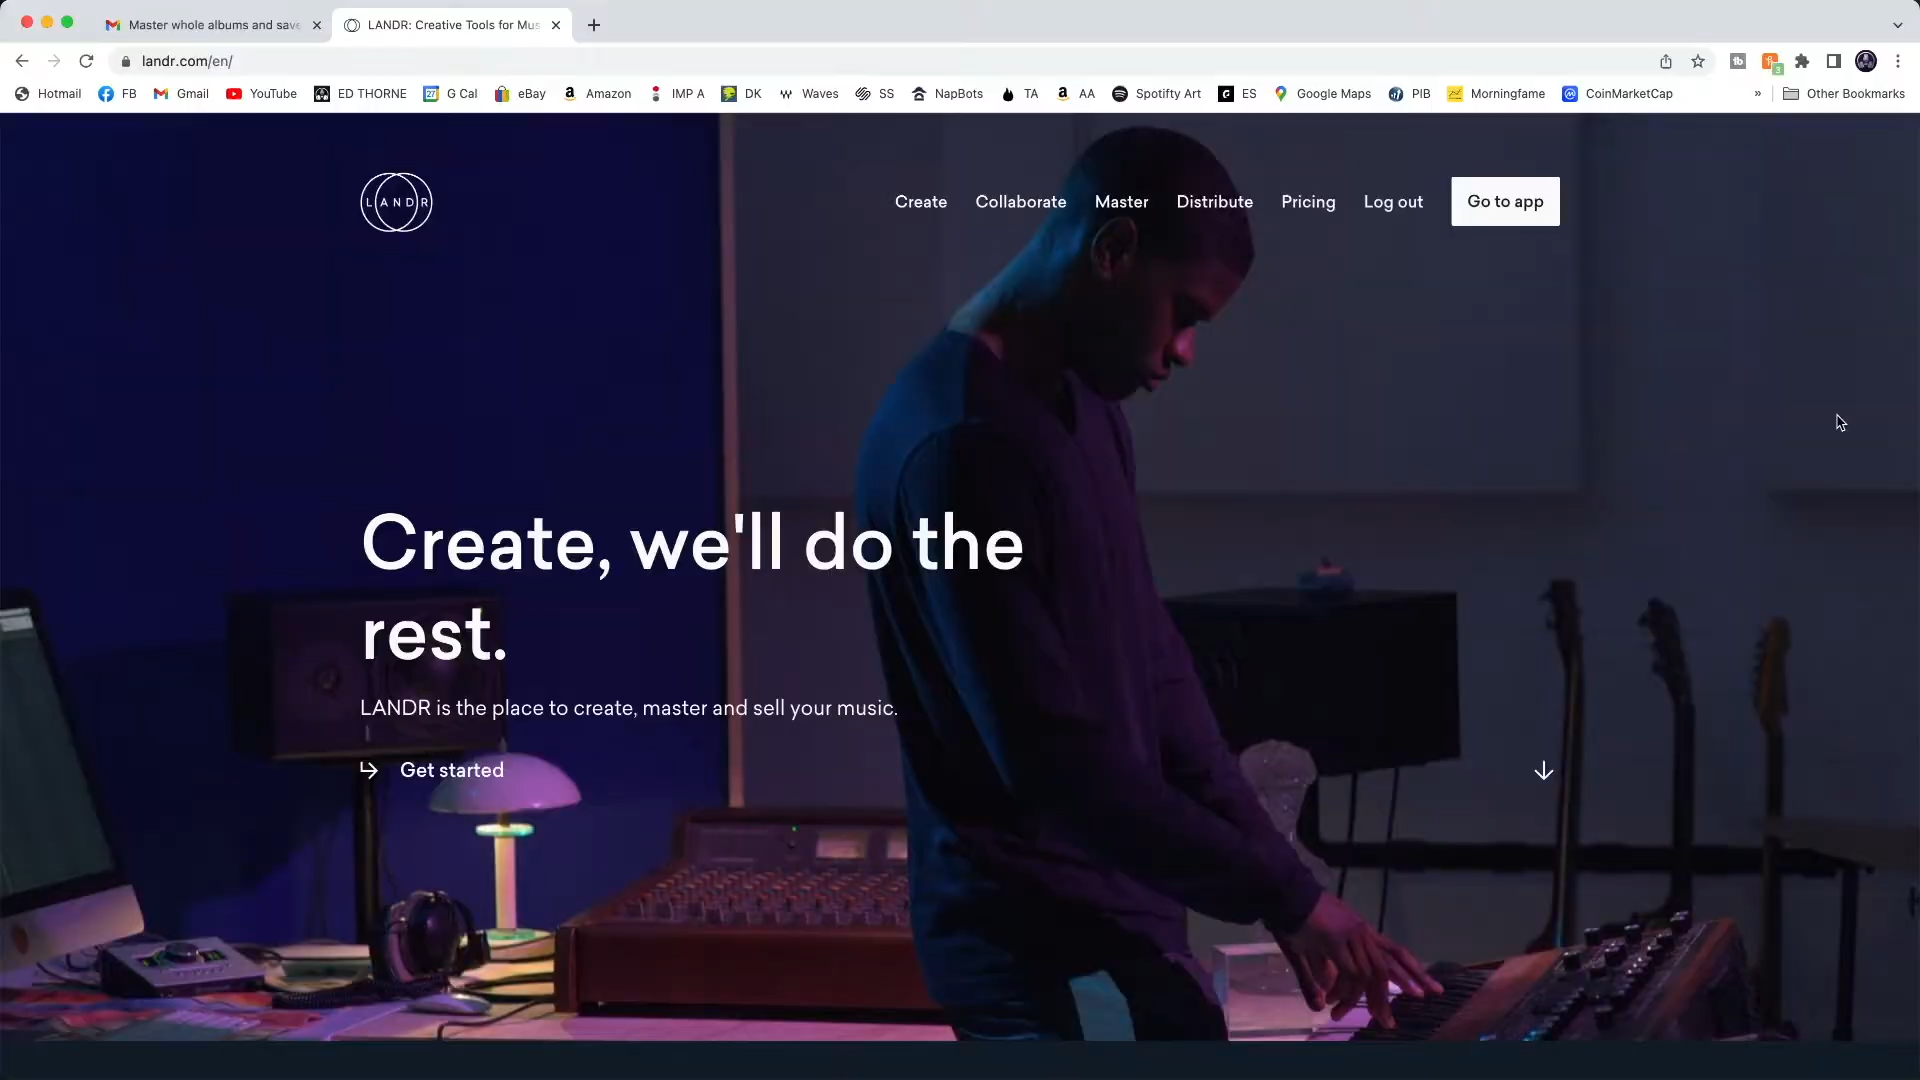 Master whole albums and save
LANDR: Creative Tools for Mus
landr.com/en/
Hotmail FB Gmail YouTube ED THORNE G Cal eBay Amazon IMP A DK Waves SS NapBots TA AA Spotifty Art ES Google Maps PIB Morningfame CoinMarketCap » Other Bookmarks
LANDR
Create Collaborate Master Distribute Pricing Log out Go to app
Create, we'll do the
rest.
LANDR is the place to create, master and sell your music.
Get started